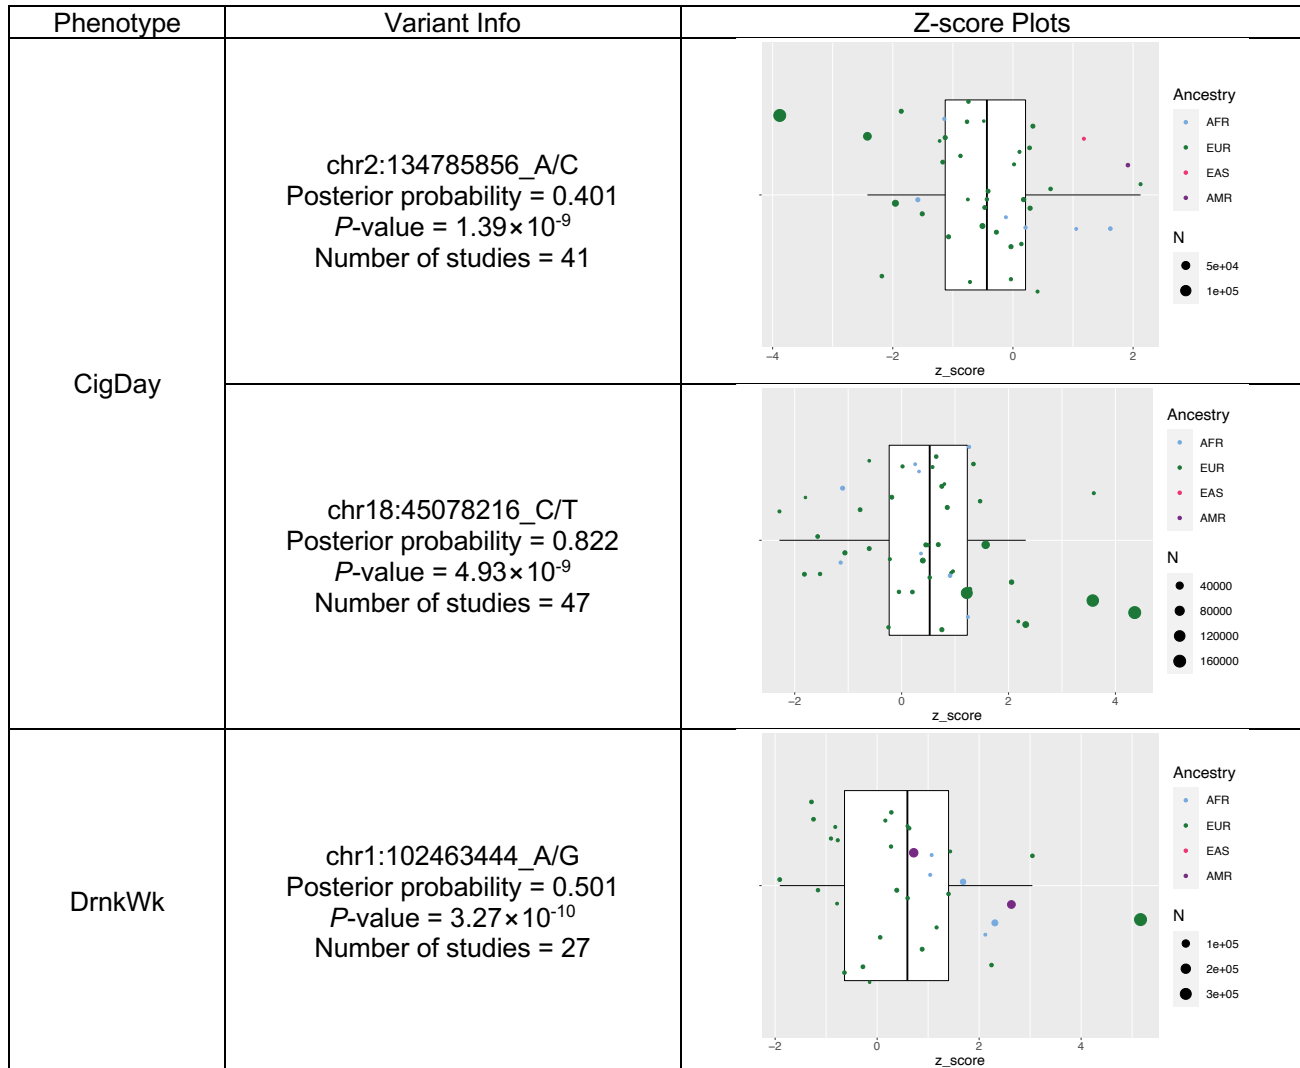 Phenotype
Variant Info
Z-score Plots
CigDay
chr2:134785856_A/C
Posterior probability = 0.401
P-value = 1.39×10-9
Number of studies = 41
Ancestry
AFR
EUR
EAS
AMR
N
5e+04
1e+05
-4
-2
0
2
z_score
chr18:45078216_C/T
Posterior probability = 0.822
P-value = 4.93×10-9
Number of studies = 47
Ancestry
AFR
EUR
EAS
AMR
N
40000
80000
120000
160000
-2
0
2
4
z_score
DrnkWk
chr1:102463444_A/G
Posterior probability = 0.501
P-value = 3.27×10-10
Number of studies = 27
Ancestry
AFR
EUR
EAS
AMR
N
1e+05
2e+05
3e+05
-2
0
2
4
z_score